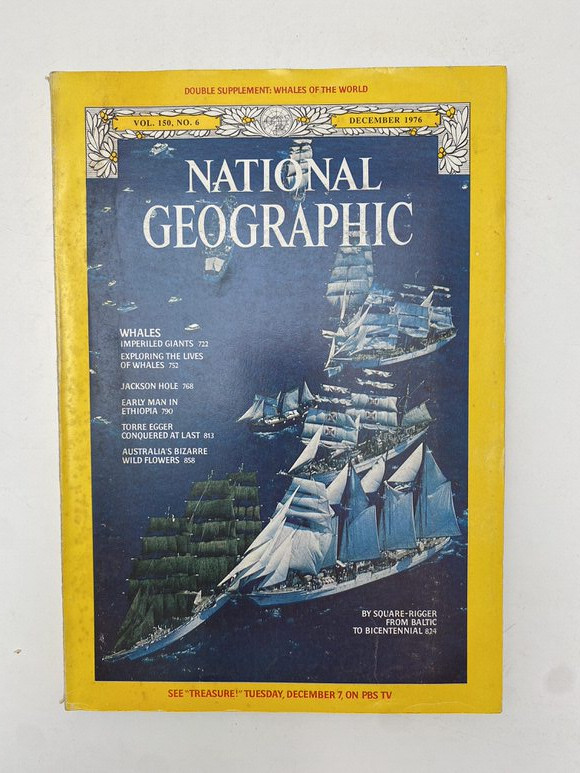 DOUBLE SUPPLEMENT: WHALES OF THE WORLD
VOL. 150, NO. 6
DECEMBER 1976
NATIONAL
GEOGRAPHIC
WHALES
IMPERILED GIANTS 722
EXPLORING THE LIVES
OF WHALES 752
JACKSON HOLE 768
EARLY MAN IN
ETHIOPIA 790
TORRE EGGER
CONQUERED AT LAST 813
AUSTRALIA'S BIZARRE
WILD FLOWERS 858
BY SQUARE-RIGGER
FROM BALTIC
TO BICENTENNIAL 824
SEE "TREASURE!" TUESDAY, DECEMBER 7, ON PBS TV